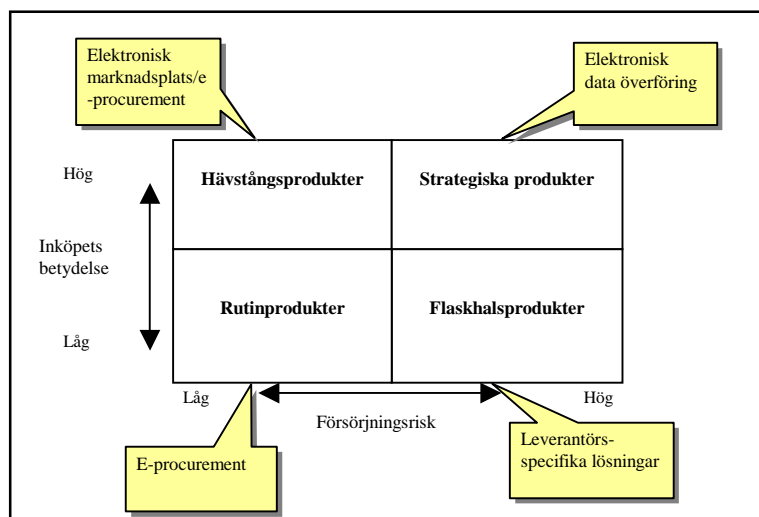 Elektronisk
marknadsplats/e
-procurement
Elektronisk
data överföring
Hög
Hävstångsprodukter
Strategiska produkter
Inköpets
betydelse
Rutinprodukter
Flaskhalsprodukter
Låg
Låg
Försörjningsrisk
Hög
E-procurement
Leverantörs-
specifika lösningar